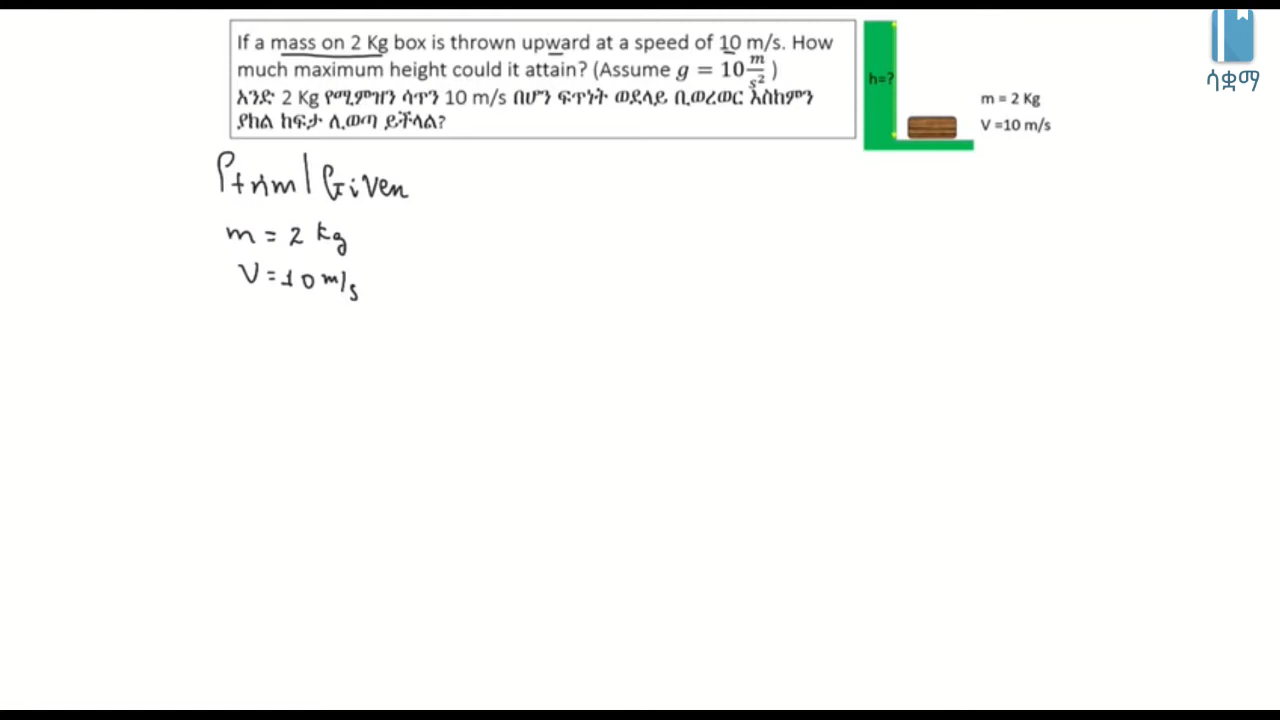 If a mass on 2 Kg box is thrown upward at a speed of 10 m/s. How
much maximum height could it attain? (Assume g = 10 m/s² )
አንድ 2 Kg የሚምዝን ሳጥን 10 m/s በሆን ፍጥነት ወደላይ ቢወረወር እስከምን
ያክል ከፍታ ሊወጣ ይችላል?
h=?
m = 2 Kg
V =10 m/s
ሳቋማ
የተሰጠ | Given
m = 2 kg
V = 10 m/s